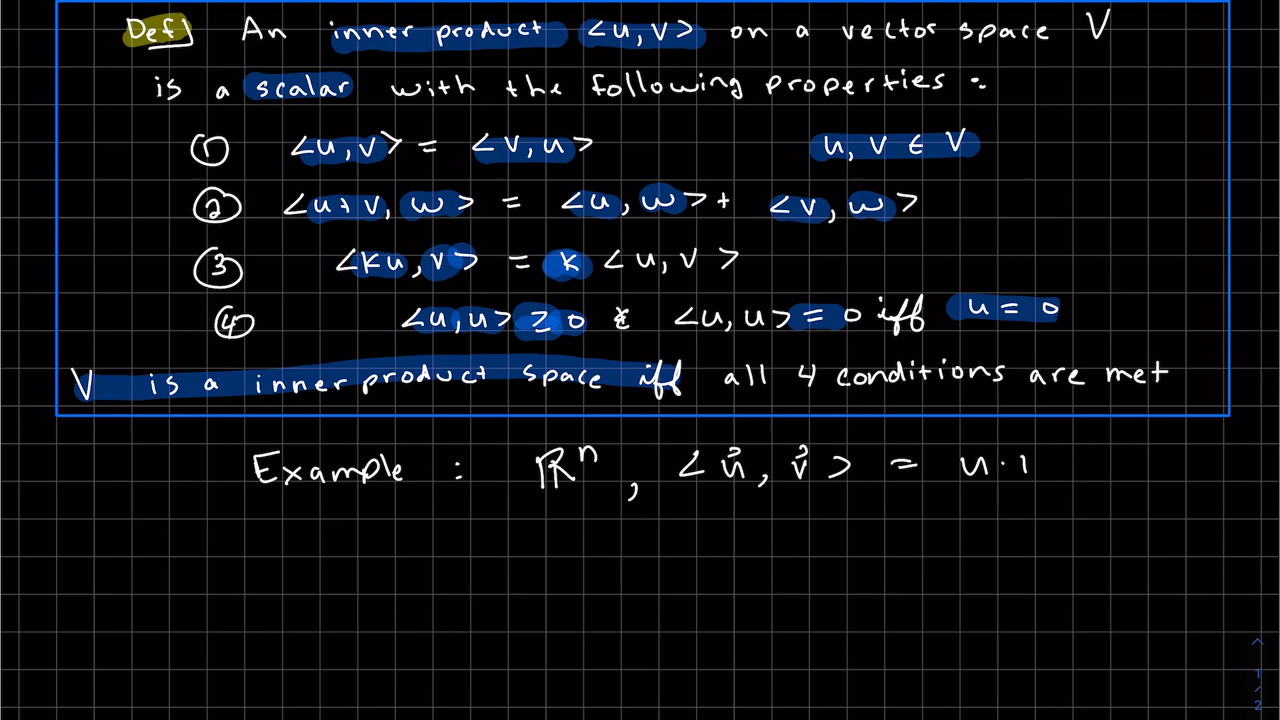 Def) An inner product <u, v> on a vector space V
is a scalar with the following properties :
① <u, v> = <v, u> u, v ∈ V
② <u+v, w> = <u, w> + <v, w>
③ <ku, v> = k <u, v>
④ <u, u> ≥ 0 & <u, u> = 0 iff u = 0
V is a inner product space iff all 4 conditions are met
Example : ℝⁿ, <u⃗, v⃗> = u · 
1/2